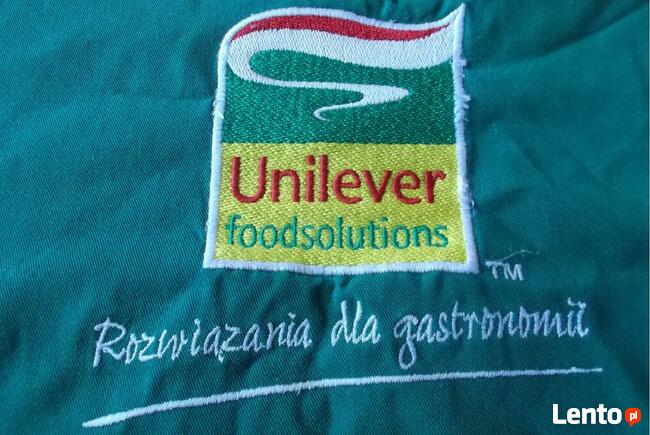 Unilever
foodsolutions
TM
Rozwiązania dla gastronomii
Lento pl